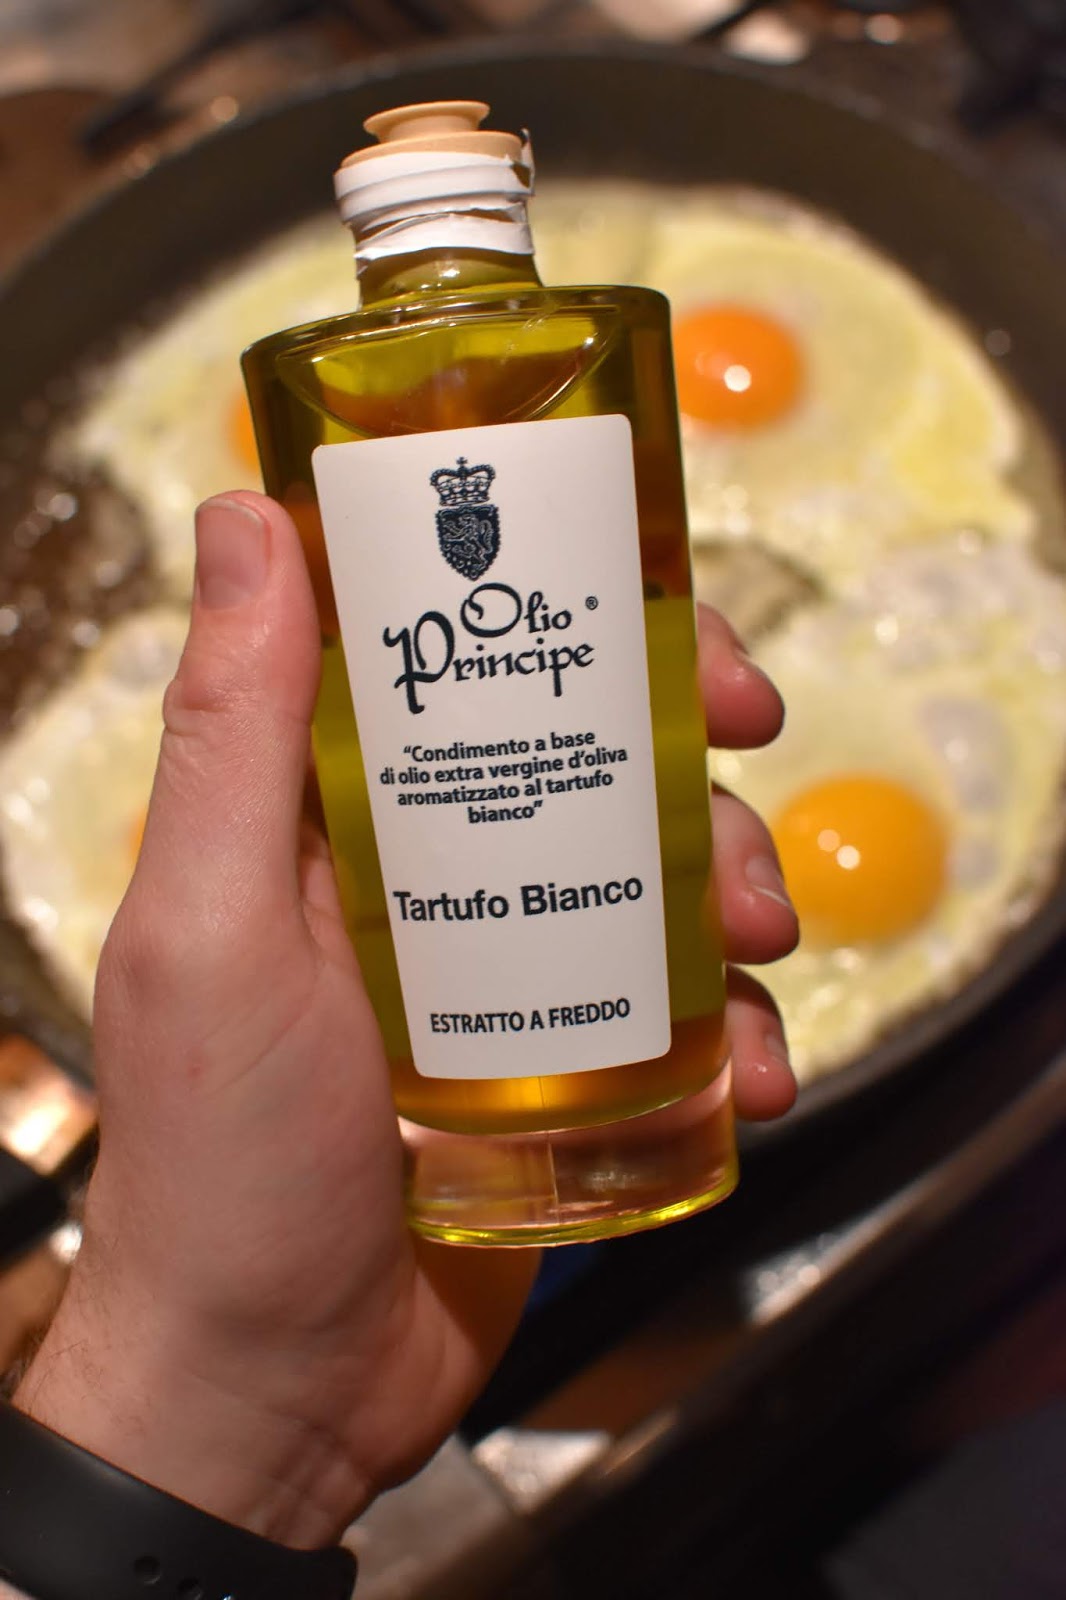 Olio ®
Principe
“Condimento a base
di olio extra vergine d’oliva
aromatizzato al tartufo
bianco”
Tartufo Bianco
ESTRATTO A FREDDO